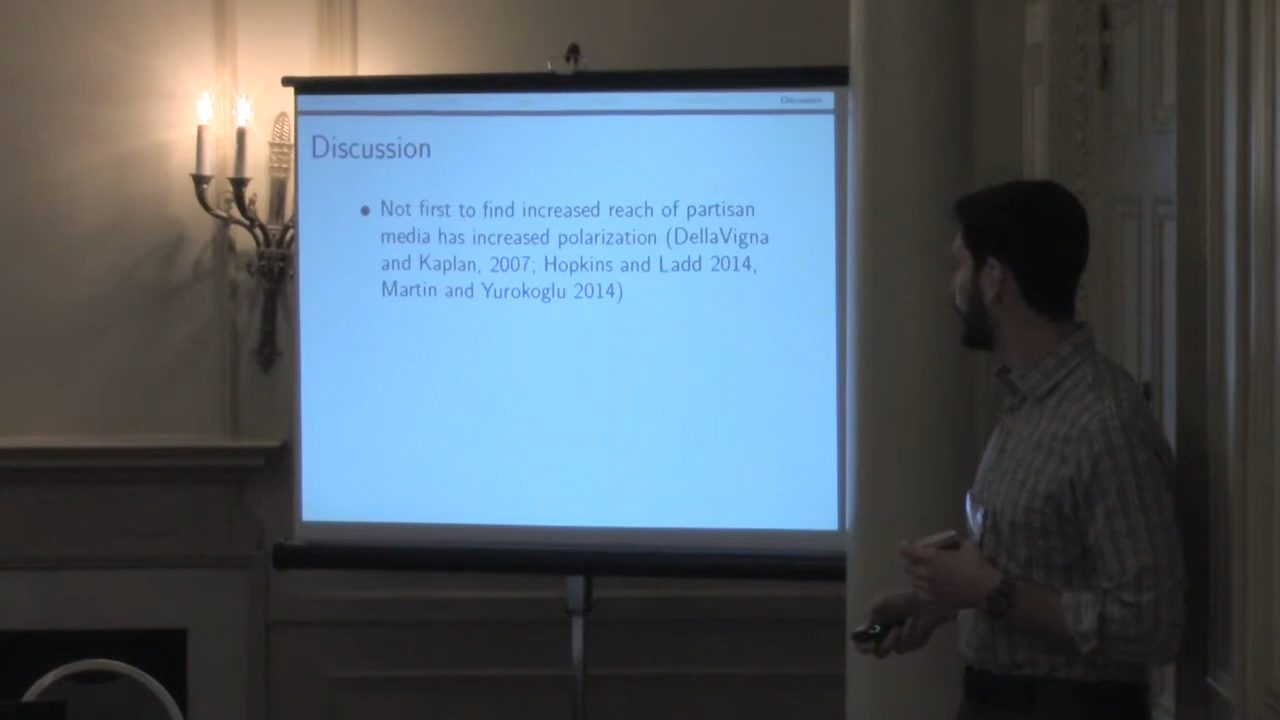 Discussion
Discussion
• Not first to find increased reach of partisan
media has increased polarization (DellaVigna
and Kaplan, 2007; Hopkins and Ladd 2014,
Martin and Yurokoglu 2014)